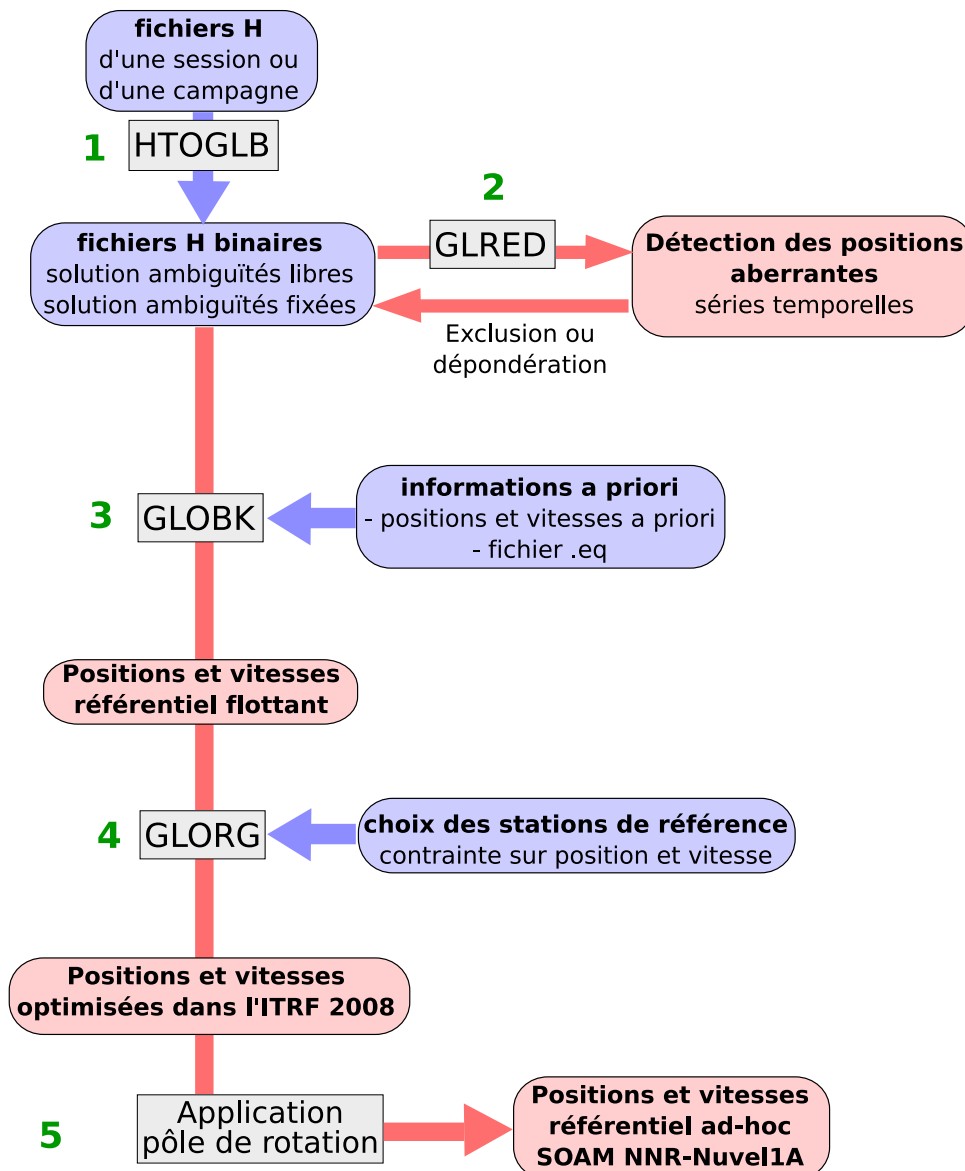 fichiers H
d'une session ou
d'une campagne
1
HTOGLB
2
fichiers H binaires
solution ambiguïtés libres
solution ambiguïtés fixées
GLRED
Détection des positions
aberrantes
séries temporelles
Exclusion ou
dépondération
3
GLOBK
informations a priori
- positions et vitesses a priori
- fichier .eq
Positions et vitesses
référentiel flottant
4
GLORG
choix des stations de référence
contrainte sur position et vitesse
Positions et vitesses
optimisées dans l'ITRF 2008
5
Application
pôle de rotation
Positions et vitesses
référentiel ad-hoc
SOAM NNR-Nuvel1A